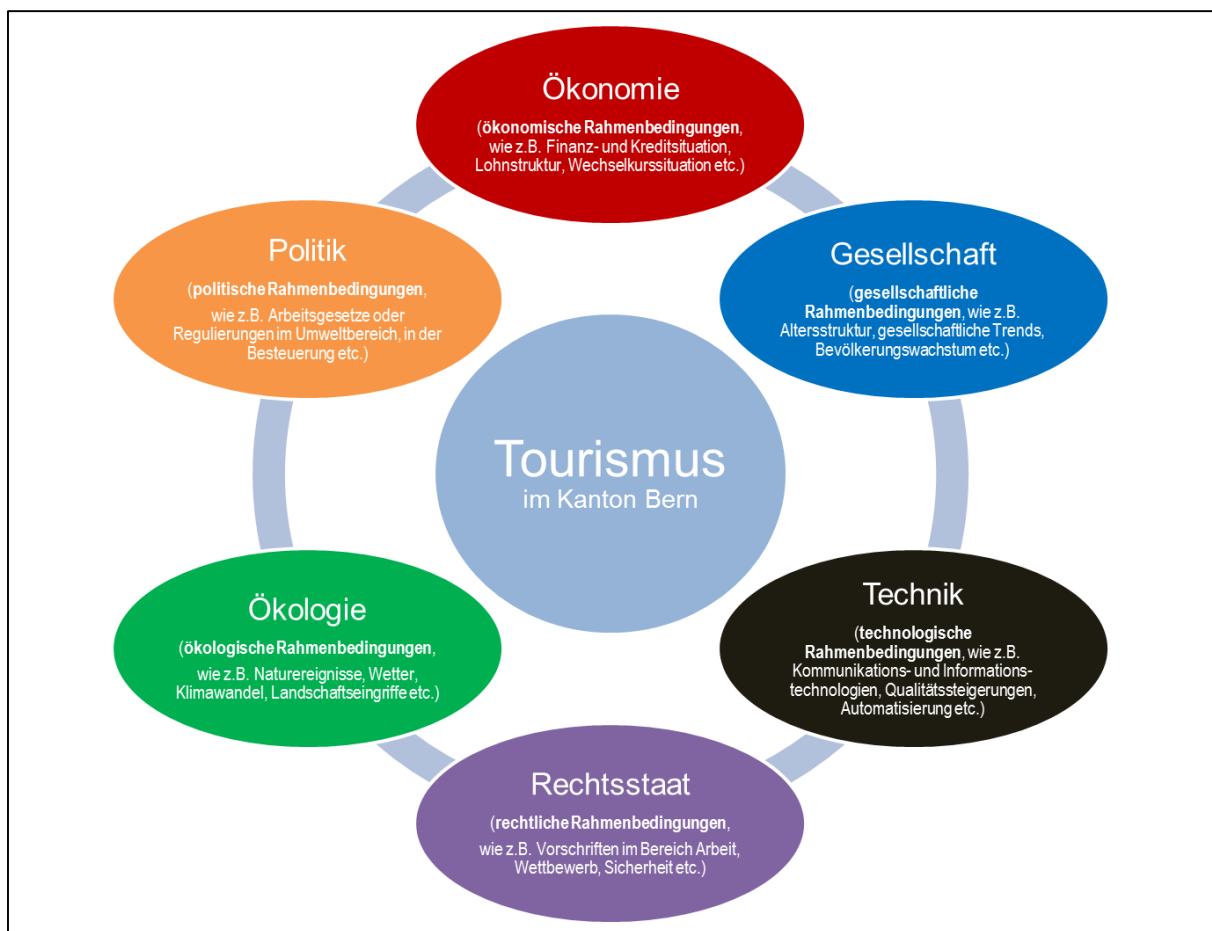 Ökonomie
(ökonomische Rahmenbedingungen,
wie z.B. Finanz- und Kreditsituation,
Lohnstruktur, Wechselkurssituation etc.)
Politik
(politische Rahmenbedingungen,
wie z.B. Arbeitsgesetze oder
Regulierungen im Umweltbereich, in der
Besteuerung etc.)
Gesellschaft
(gesellschaftliche
Rahmenbedingungen, wie z.B.
Altersstruktur, gesellschaftliche Trends,
Bevölkerungswachstum etc.)
Tourismus
im Kanton Bern
Ökologie
(ökologische Rahmenbedingungen,
wie z.B. Naturereignisse, Wetter,
Klimawandel, Landschaftseingriffe etc.)
Technik
(technologische
Rahmenbedingungen, wie z.B.
Kommunikations- und Informations-
technologien, Qualitätssteigerungen,
Automatisierung etc.)
Rechtsstaat
(rechtliche Rahmenbedingungen,
wie z.B. Vorschriften im Bereich Arbeit,
Wettbewerb, Sicherheit etc.)